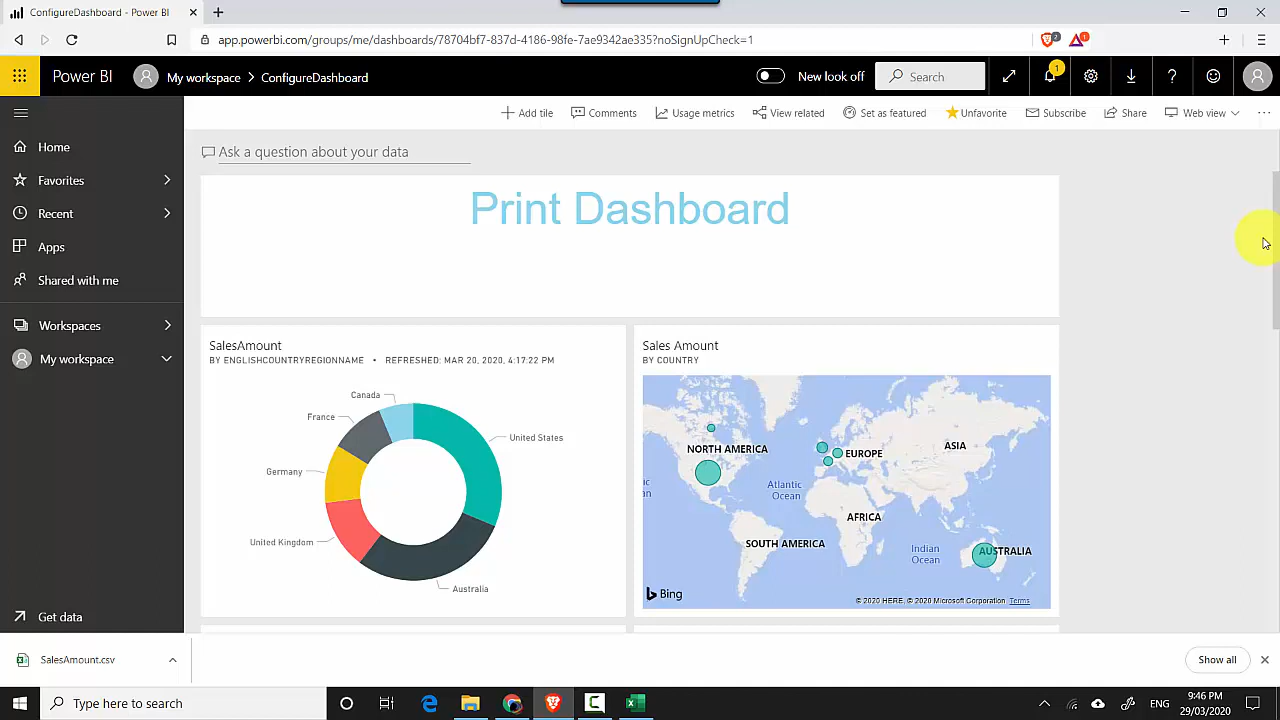 ConfigureDashboard - Power BI
app.powerbi.com/groups/me/dashboards/78704bf7-837d-4186-98fe-7ae9342ae335?noSignUpCheck=1
2
1
Power BI
My workspace > ConfigureDashboard
New look off
Search
1
Add tile
Comments
Usage metrics
View related
Set as featured
Unfavorite
Subscribe
Share
Web view
Home
Favorites
Recent
Apps
Shared with me
Workspaces
My workspace
Get data
Ask a question about your data
Print Dashboard
SalesAmount
BY ENGLISHCOUNTRYREGIONNAME • REFRESHED: MAR 20, 2020, 4:17:22 PM
Canada
France
United States
Germany
United Kingdom
Australia
Sales Amount
BY COUNTRY
NORTH AMERICA
EUROPE
ASIA
ic
an
Atlantic
Ocean
AFRICA
SOUTH AMERICA
Indian
Ocean
AUSTRALIA
Bing
© 2020 HERE, © 2020 Microsoft Corporation Terms
SalesAmount.csv
Show all
Type here to search
ENG
9:46 PM
29/03/2020